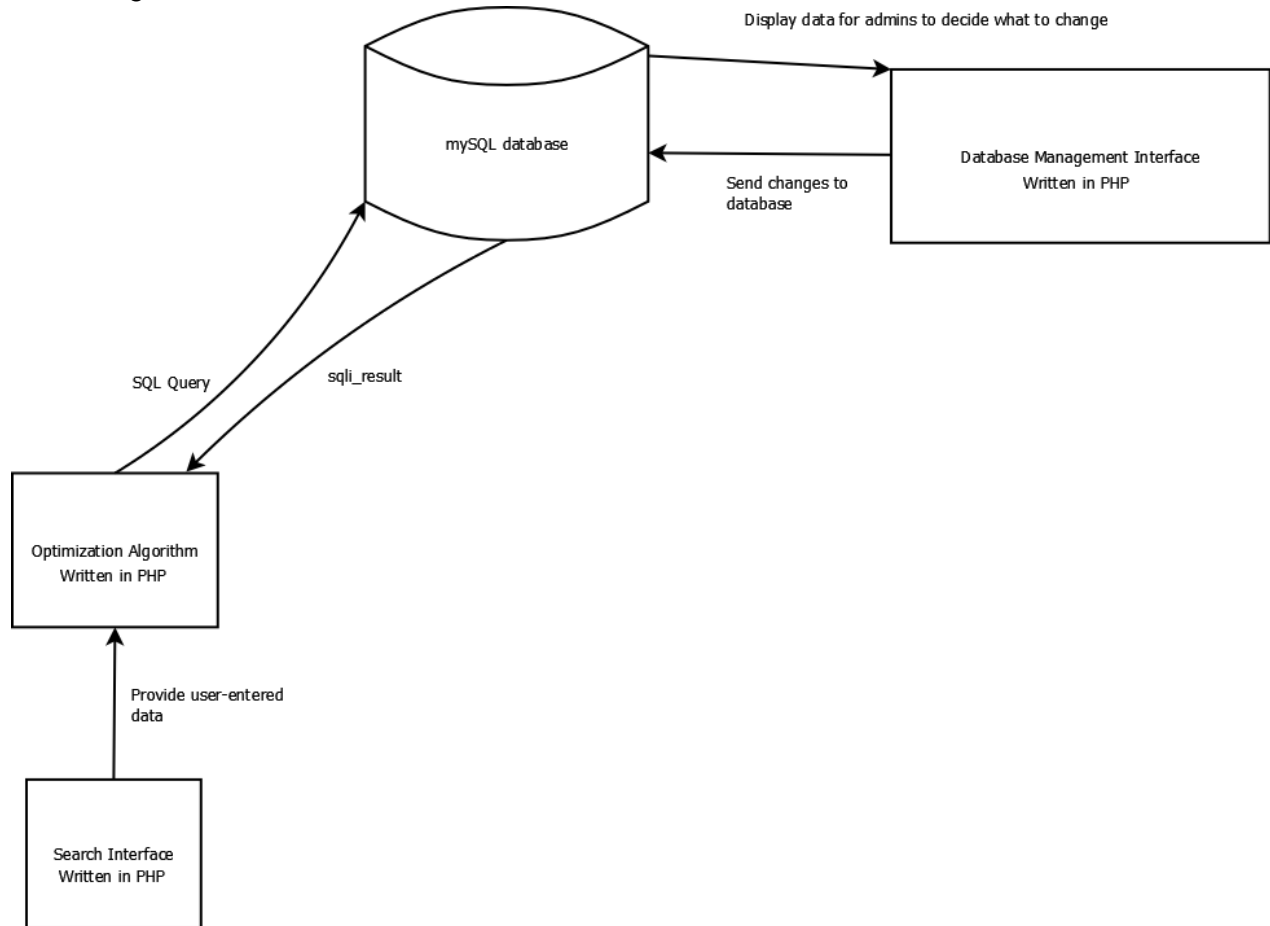 Display data for admins to decide what to change
mySQL database
Database Management Interface
Written in PHP
Send changes to
database
SQL Query
sqli_result
Optimization Algorithm
Written in PHP
Provide user-entered
data
Search Interface
Written in PHP